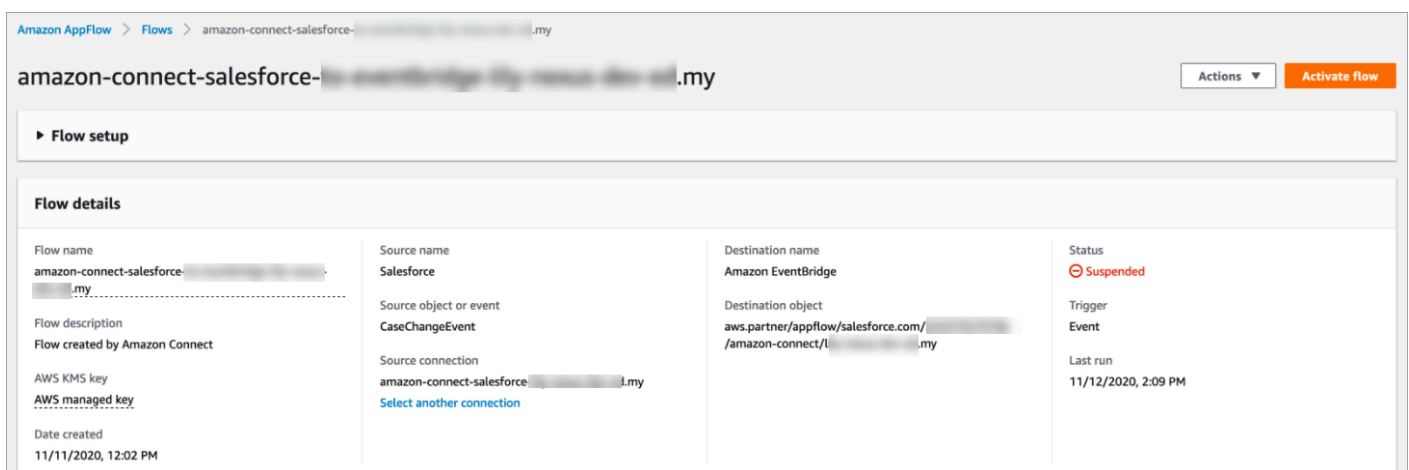 Amazon AppFlow > Flows > amazon-connect-salesforce- .my
amazon-connect-salesforce- .my
Actions ▼
Activate flow
▶ Flow setup
Flow details
Flow name
amazon-connect-salesforce-
.my
Flow description
Flow created by Amazon Connect
AWS KMS key
AWS managed key
Date created
11/11/2020, 12:02 PM
Source name
Salesforce
Source object or event
CaseChangeEvent
Source connection
amazon-connect-salesforce- .my
Select another connection
Destination name
Amazon EventBridge
Destination object
aws.partner/appflow/salesforce.com/
/amazon-connect/l .my
Status
Suspended
Trigger
Event
Last run
11/12/2020, 2:09 PM